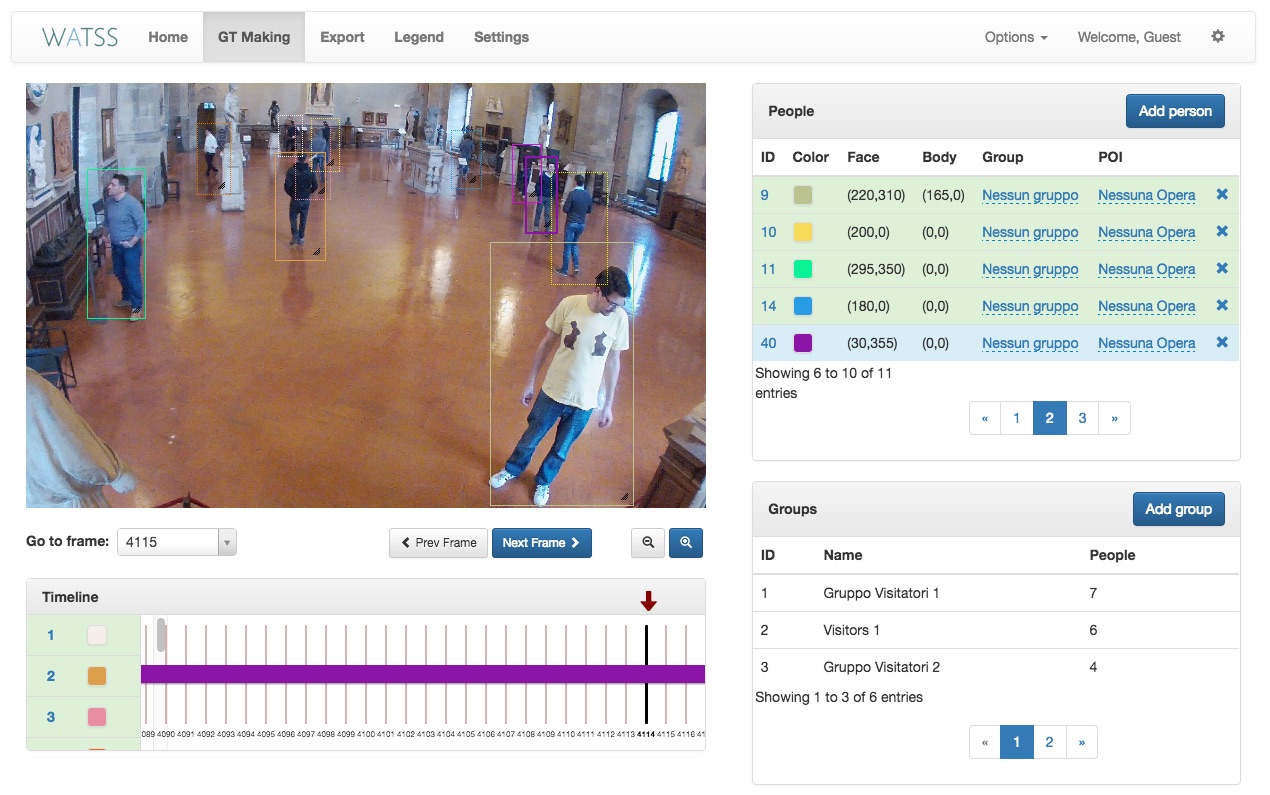 WATSS Home GT Making Export Legend Settings Options Welcome, Guest
People Add person
ID Color Face Body Group POI
9 (220,310) (165,0) Nessun gruppo Nessuna Opera
10 (200,0) (0,0) Nessun gruppo Nessuna Opera
11 (295,350) (0,0) Nessun gruppo Nessuna Opera
14 (180,0) (0,0) Nessun gruppo Nessuna Opera
40 (30,355) (0,0) Nessun gruppo Nessuna Opera
Showing 6 to 10 of 11
entries
« 1 2 3 »
Go to frame: 4115 Prev Frame Next Frame
Timeline
1
2
3
089 4090 4091 4092 4093 4094 4095 4096 4097 4098 4099 4100 4101 4102 4103 4104 4105 4106 4107 4108 4109 4110 4111 4112 4113 4114 4115 4116 41
Groups Add group
ID Name People
1 Gruppo Visitatori 1 7
2 Visitors 1 6
3 Gruppo Visitatori 2 4
Showing 1 to 3 of 6 entries
« 1 2 »